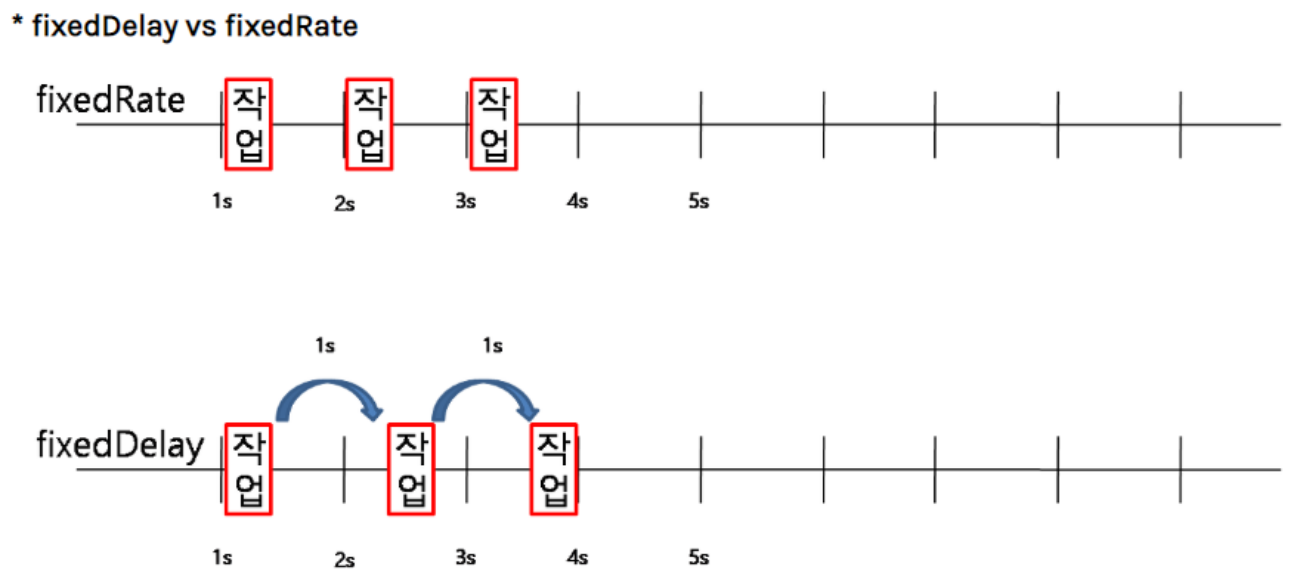 * fixedDelay vs fixedRate
fixedRate
작업
작업
작업
1s 2s 3s 4s 5s
1s 1s
fixedDelay
작업
작업
작업
1s 2s 3s 4s 5s